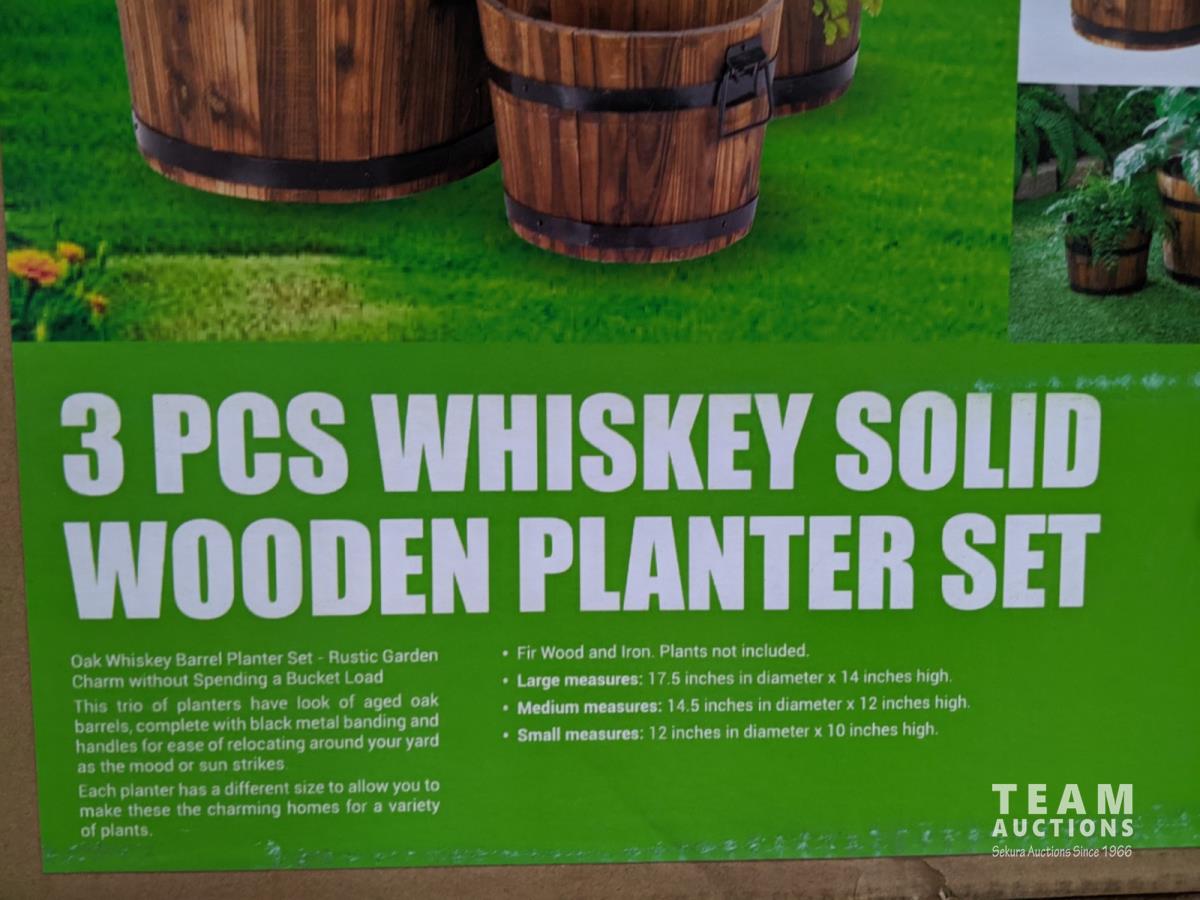 3 PCS WHISKEY SOLID
WOODEN PLANTER SET
Oak Whiskey Barrel Planter Set - Rustic Garden
Charm without Spending a Bucket Load
This trio of planters have look of aged oak
barrels, complete with black metal banding and
handles for ease of relocating around your yard
as the mood or sun strikes.
Each planter has a different size to allow you to
make these the charming homes for a variety
of plants.
• Fir Wood and Iron. Plants not included.
• Large measures: 17.5 inches in diameter x 14 inches high.
• Medium measures: 14.5 inches in diameter x 12 inches high.
• Small measures: 12 inches in diameter x 10 inches high.
TEAM
AUCTIONS
Sekura Auctions Since 1966